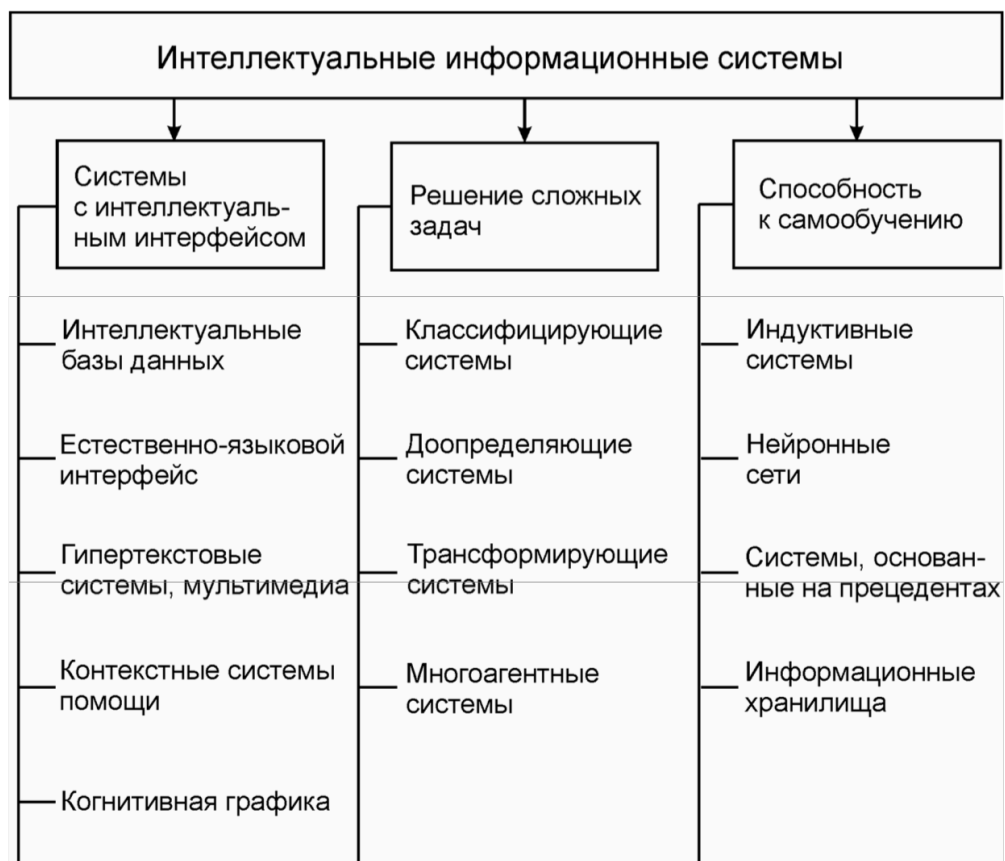 Интеллектуальные информационные системы
Системы
с интеллектуаль-
ным интерфейсом
Решение сложных
задач
Способность
к самообучению
Интеллектуальные
базы данных
Естественно-языковой
интерфейс
Гипертекстовые
системы, мультимедиа
Контекстные системы
помощи
Когнитивная графика
Классифицирующие
системы
Доопределяющие
системы
Трансформирующие
системы
Многоагентные
системы
Индуктивные
системы
Нейронные
сети
Системы, основан-
ные на прецедентах
Информационные
хранилища